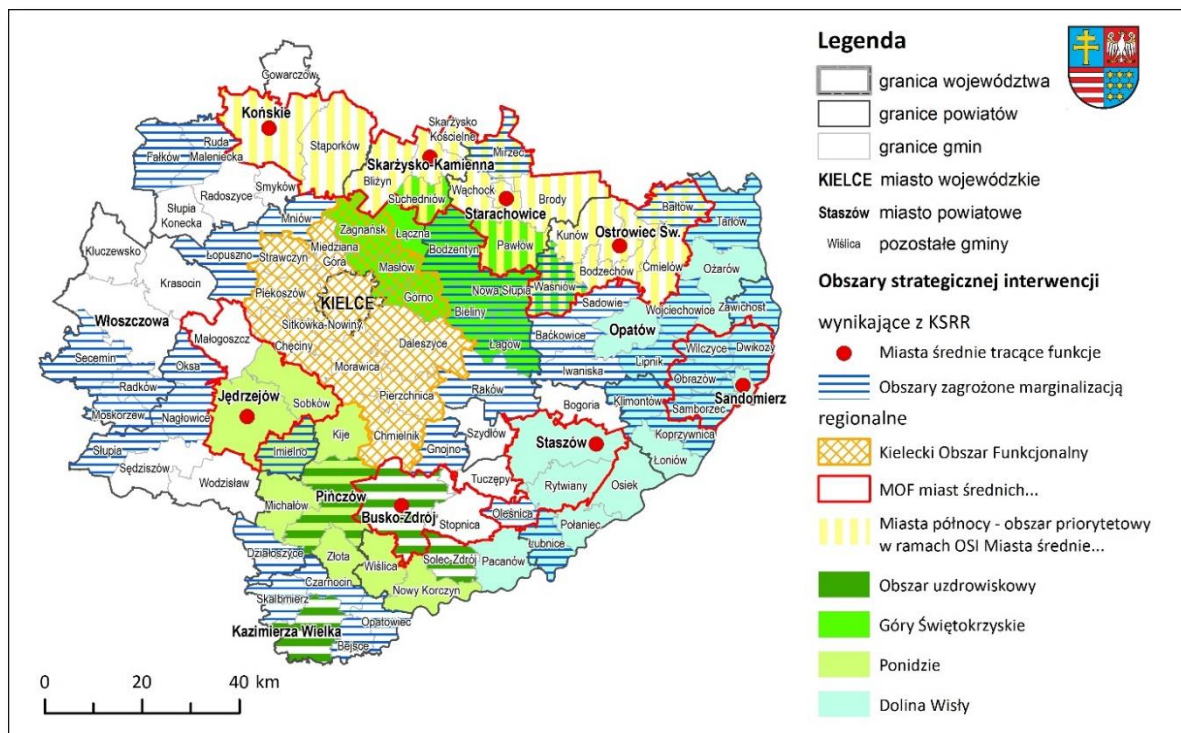 Gowarczów
Końskie
Stąporków
Ruda
Maleniecka
Fałków
Radoszyce
Smyków
Słupia
Konecka
Kluczewsko
Krasocin
Włoszczowa
Łopuszno
Mniów
Skarżysko
Kościelne
Skarżysko-Kamienna
Bliżyn
Suchedniów
Mirzec
Wąchock
Brody
Starachowice
Pawłów
Kunów
Ostrowiec Św.
Bodzechów
Ćmielów
Bałtów
Tarłów
Ożarów
Waśniów
Sadowie
Wojciechowice
Zawichost
Opatów
Baćkowice
Iwaniska
Lipnik
Wilczyce
Dwikozy
Obrazów
Sandomierz
Samborzec
Klimontów
Koprzywnica
Łoniów
Zagnańsk
Łączna
Bodzentyn
Miedziana
Góra
Strawczyn
Masłów
Piekoszów
KIELCE
Górno
Nowa Słupia
Bieliny
Łagów
Sitkówka-Nowiny
Chęciny
Daleszyce
Morawica
Pierzchnica
Chmielnik
Raków
Bogoria
Szydłów
Gnojno
Staszów
Rytwiany
Osiek
Tuczępy
Oleśnica
Połaniec
Łubnice
Pacanów
Stopnica
Busko-Zdrój
Solec Zdrój
Nowy Korczyn
Wiślica
Złota
Pińczów
Michałów
Kije
Imielno
Sobków
Jędrzejów
Małogoszcz
Oksa
Secemin
Radków
Moskorzew
Nagłowice
Słupia
Sędziszów
Wodzisław
Działoszyce
Czarnocin
Skalbmierz
Kazimierza Wielka
Opatowiec
Bejsce
0 20 40 km
Legenda
granica województwa
granice powiatów
granice gmin
KIELCE miasto wojewódzkie
Staszów miasto powiatowe
Wiślica pozostałe gminy
Obszary strategicznej interwencji
wynikające z KSRR
Miasta średnie tracące funkcje
Obszary zagrożone marginalizacją
regionalne
Kielecki Obszar Funkcjonalny
MOF miast średnich...
Miasta północy - obszar priorytetowy
w ramach OSI Miasta średnie...
Obszar uzdrowiskowy
Góry Świętokrzyskie
Ponidzie
Dolina Wisły